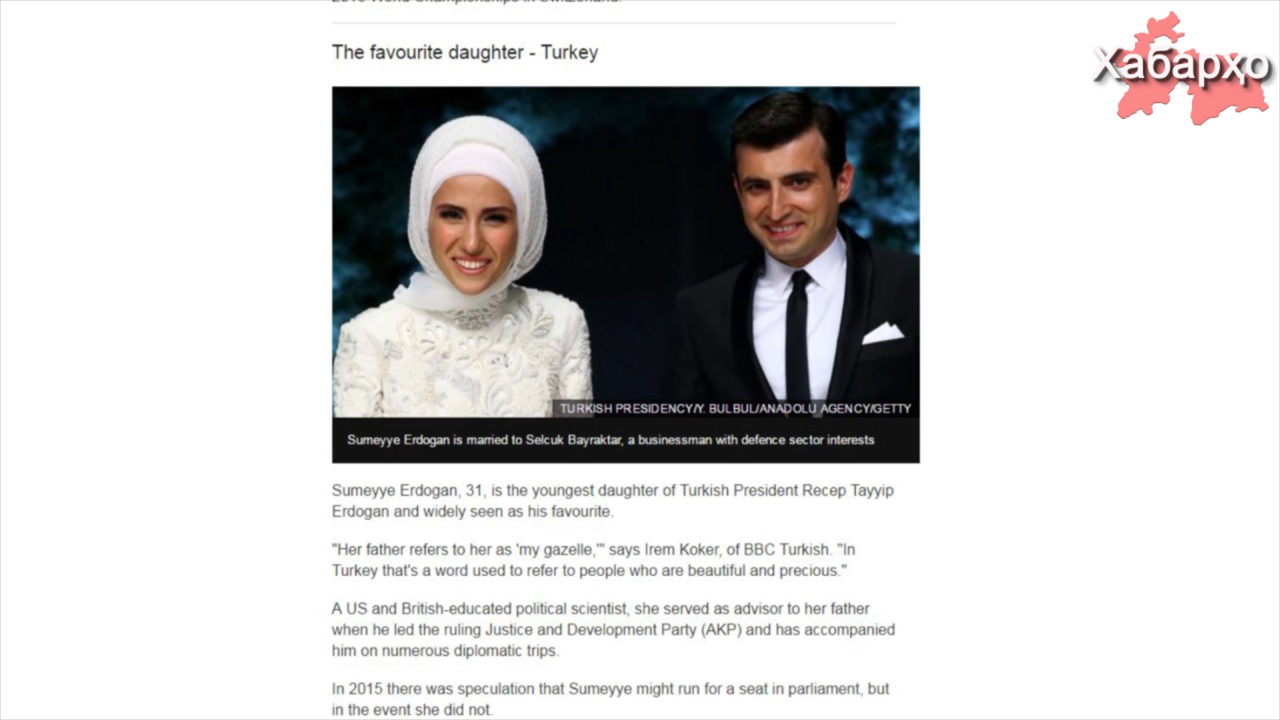 The favourite daughter - Turkey
Хабарҳо
TURKISH PRESIDENCY/Y. BULBUL/ANADOLU AGENCY/GETTY
Sumeyye Erdogan is married to Selcuk Bayraktar, a businessman with defence sector interests
Sumeyye Erdogan, 31, is the youngest daughter of Turkish President Recep Tayyip
Erdogan and widely seen as his favourite.
"Her father refers to her as 'my gazelle,'" says Irem Koker, of BBC Turkish. "In
Turkey that's a word used to refer to people who are beautiful and precious."
A US and British-educated political scientist, she served as advisor to her father
when he led the ruling Justice and Development Party (AKP) and has accompanied
him on numerous diplomatic trips.
In 2015 there was speculation that Sumeyye might run for a seat in parliament, but
in the event she did not.